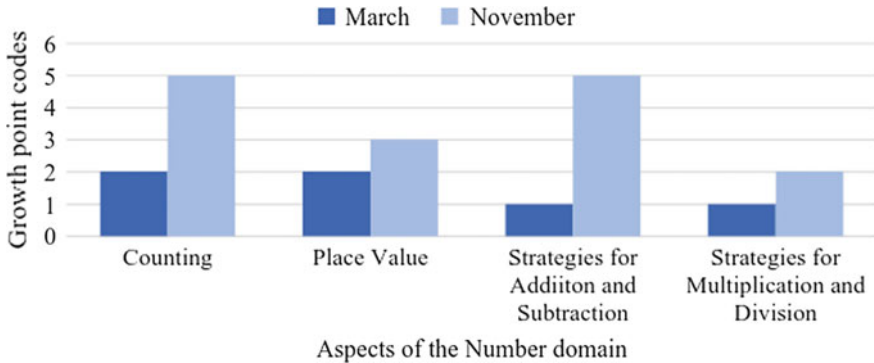 March November
Growth point codes
6
5
4
3
2
1
0
Counting
Place Value
Strategies for
Addiiton and
Subtraction
Strategies for
Multiplication and
Division
Aspects of the Number domain